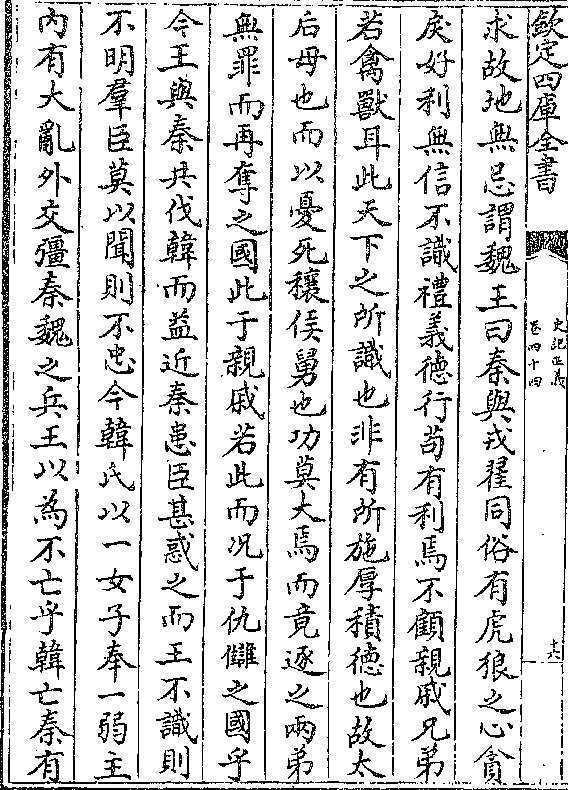 欽定四庫全書
史記正義
卷四十四
十六
求故地無忌謂魏王曰秦與戎翟同俗有虎狼之心貪
戾好利無信不識禮義德行苟有利焉不顧親戚兄弟
若禽獸耳此天下之所識也非有所施厚積德也故太
后母也而以憂死穰侯舅也功莫大焉而竟逐之兩弟
無罪而再奪之國此于親戚若此而况于仇讎之國乎
今王與秦共伐韓而益近秦患臣甚惑之而王不識則
不明羣臣莫以聞則不忠今韓氏以一女子奉一弱主
內有大亂外交彊秦魏之兵王以為不亡乎韓亡秦有